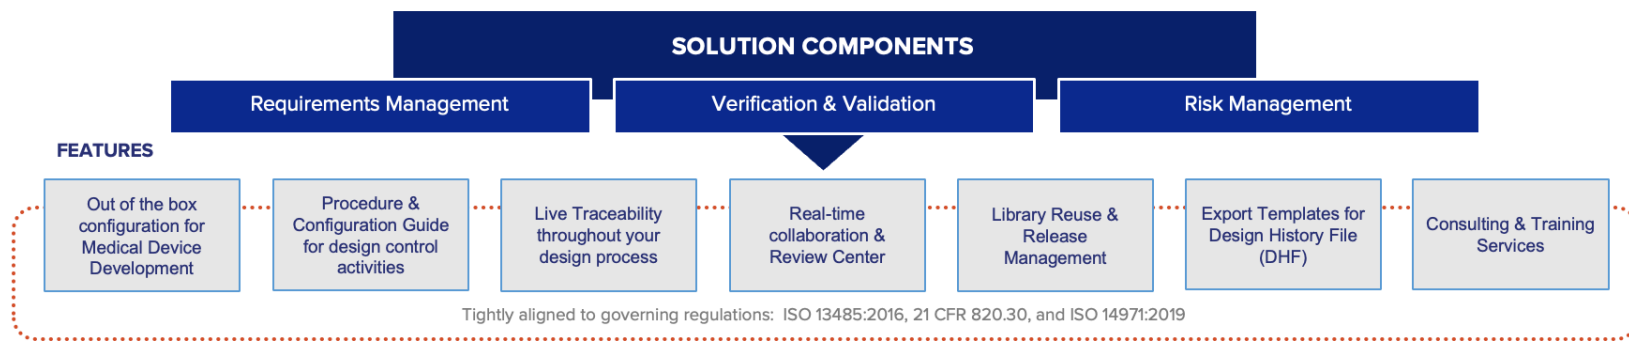 SOLUTION COMPONENTS
Requirements Management
Verification & Validation
Risk Management
FEATURES
Out of the box
configuration for
Medical Device
Development
Procedure &
Configuration Guide
for design control
activities
Live Traceability
throughout your
design process
Real-time
collaboration &
Review Center
Library Reuse &
Release
Management
Export Templates for
Design History File
(DHF)
Consulting & Training
Services
Tightly aligned to governing regulations: ISO 13485:2016, 21 CFR 820.30, and ISO 14971:2019